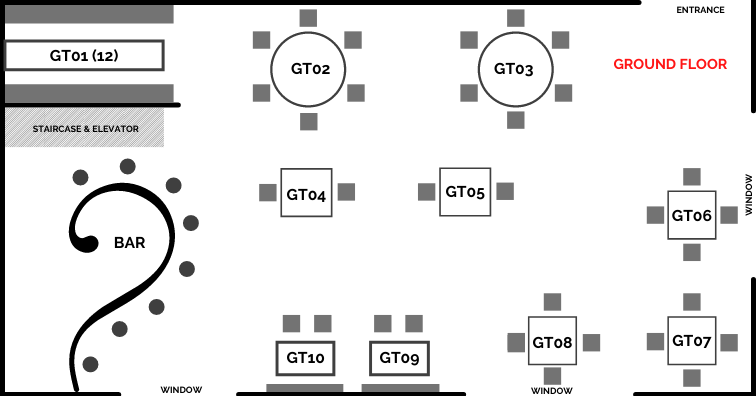 ENTRANCE
GT01 (12)
GT02
GT03
GROUND FLOOR
STAIRCASE & ELEVATOR
GT04
GT05
WINDOW
GT06
BAR
GT10
GT09
GT08
GT07
WINDOW
WINDOW